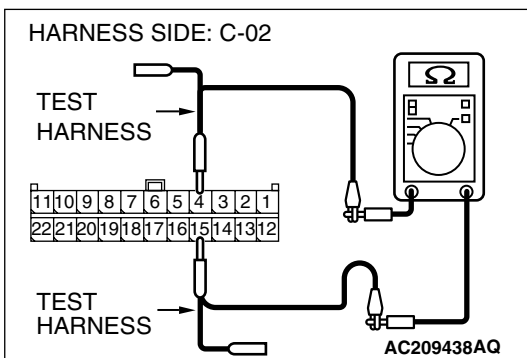 HARNESS SIDE: C-02
TEST
HARNESS
Ω
11 10 9 8 7 6 5 4 3 2 1
22 21 20 19 18 17 16 15 14 13 12
TEST
HARNESS
AC209438AQ